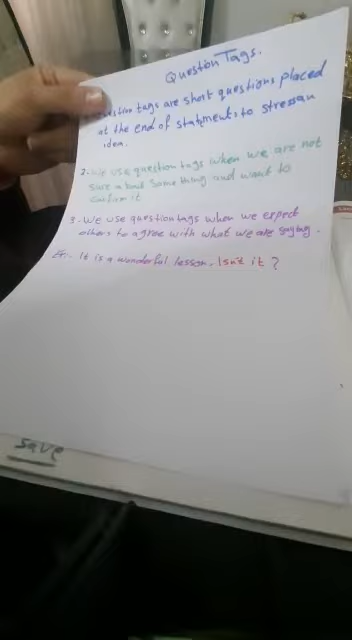 Question Tags.
tags are short questions placed
at the end of statments to stress an
idea.
2. We use question tags when we are not
sure about something and want to
confirm it
3. We use question tags when we expect
others to agree with what we are saying.
Ex:- It is a wonderful lesson. Isn't it ?
save